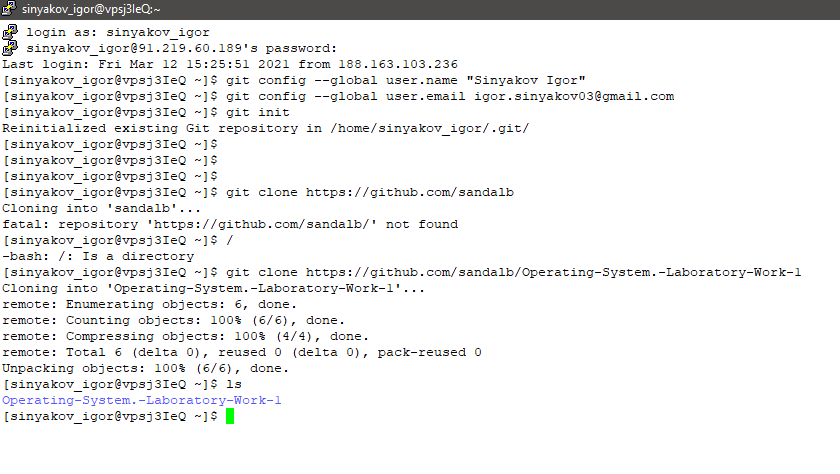 sinyakov_igor@vpsj3IeQ:~
login as: sinyakov_igor
sinyakov_igor@91.219.60.189's password:
Last login: Fri Mar 12 15:25:51 2021 from 188.163.103.236
[sinyakov_igor@vpsj3IeQ ~]$ git config --global user.name "Sinyakov Igor"
[sinyakov_igor@vpsj3IeQ ~]$ git config --global user.email igor.sinyakov03@gmail.com
[sinyakov_igor@vpsj3IeQ ~]$ git init
Reinitialized existing Git repository in /home/sinyakov_igor/.git/
[sinyakov_igor@vpsj3IeQ ~]$
[sinyakov_igor@vpsj3IeQ ~]$
[sinyakov_igor@vpsj3IeQ ~]$
[sinyakov_igor@vpsj3IeQ ~]$ git clone https://github.com/sandalb
Cloning into 'sandalb'...
fatal: repository 'https://github.com/sandalb/' not found
[sinyakov_igor@vpsj3IeQ ~]$ /
-bash: /: Is a directory
[sinyakov_igor@vpsj3IeQ ~]$ git clone https://github.com/sandalb/Operating-System.-Laboratory-Work-1
Cloning into 'Operating-System.-Laboratory-Work-1'...
remote: Enumerating objects: 6, done.
remote: Counting objects: 100% (6/6), done.
remote: Compressing objects: 100% (4/4), done.
remote: Total 6 (delta 0), reused 0 (delta 0), pack-reused 0
Unpacking objects: 100% (6/6), done.
[sinyakov_igor@vpsj3IeQ ~]$ ls
Operating-System.-Laboratory-Work-1
[sinyakov_igor@vpsj3IeQ ~]$